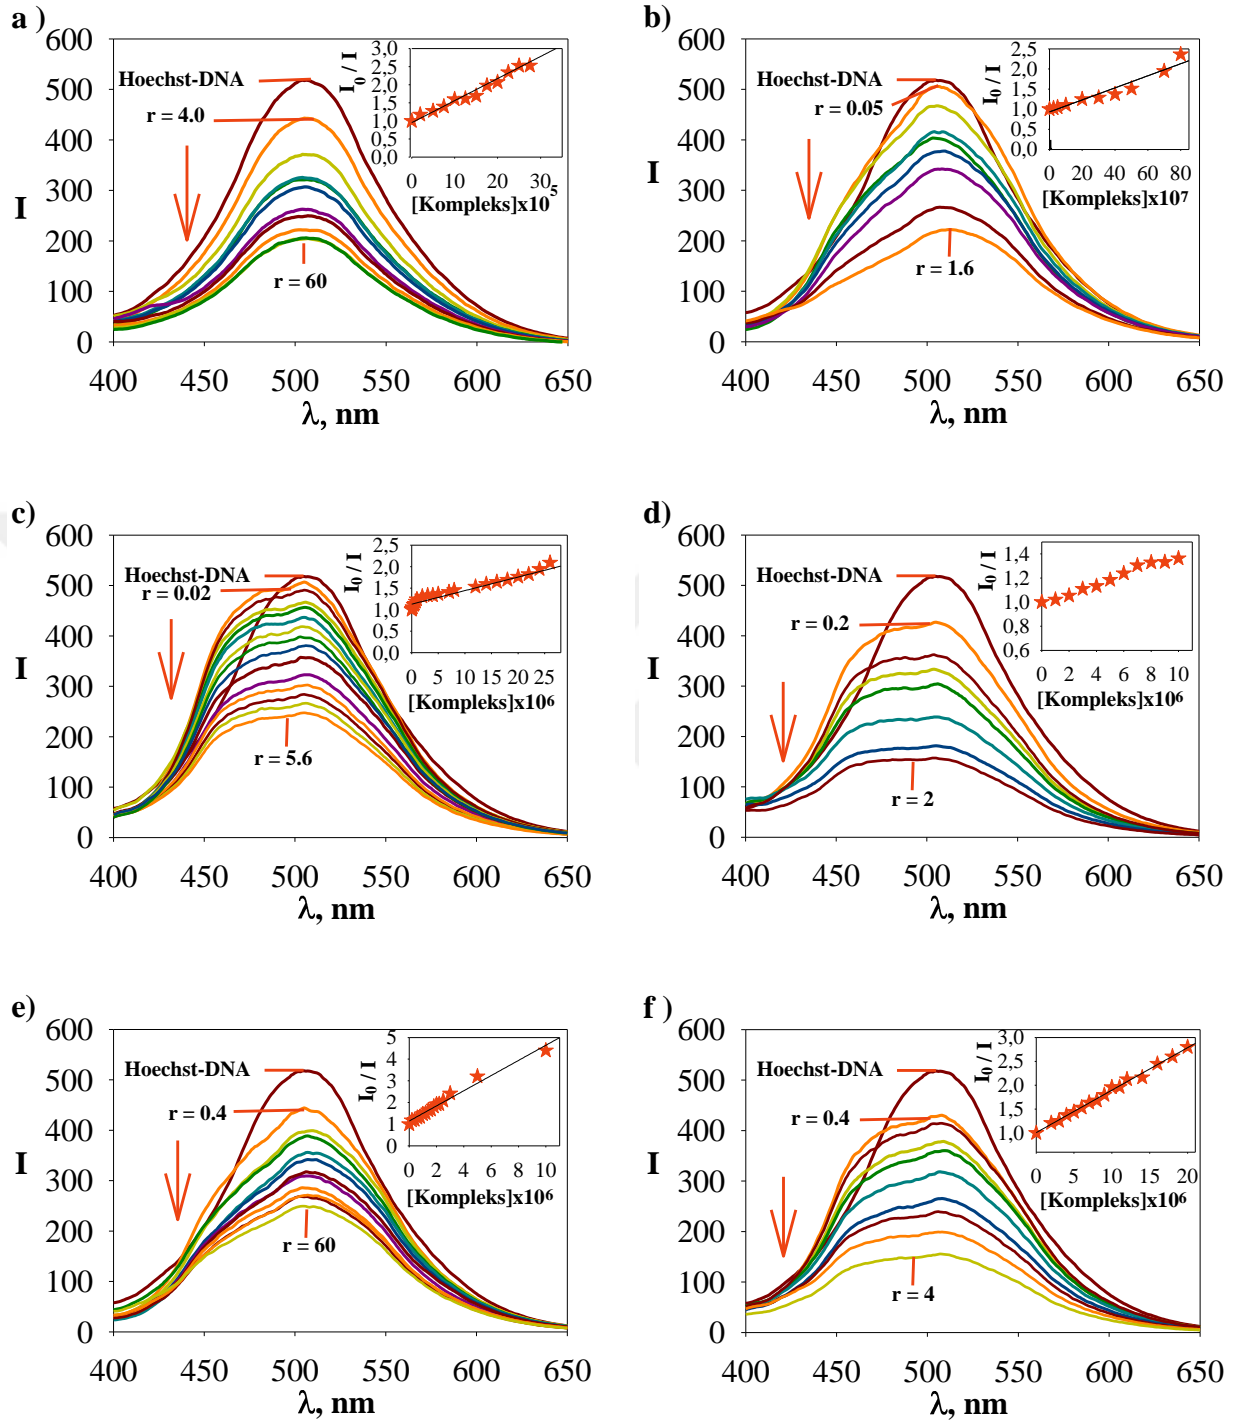 a )
600
500
400
300
200
100
0
I
Hoechst-DNA
r = 4.0
r = 60
400 450 500 550 600 650
λ, nm
I0 / I
3,0
2,5
2,0
1,5
1,0
0,5
0,0
0 10 20 30
[Kompleks]x10^5
b)
600
500
400
300
200
100
0
I
Hoechst-DNA
r = 0.05
r = 1.6
400 450 500 550 600 650
λ, nm
I0 / I
2,5
2,0
1,5
1,0
0,5
0,0
0 20 40 60 80
[Kompleks]x10^7
c)
600
500
400
300
200
100
0
I
Hoechst-DNA
r = 0.02
r = 5.6
400 450 500 550 600 650
λ, nm
I0 / I
2,5
2,0
1,5
1,0
0,5
0,0
0 5 10 15 20 25
[Kompleks]x10^6
d)
600
500
400
300
200
100
0
I
Hoechst-DNA
r = 0.2
r = 2
400 450 500 550 600 650
λ, nm
I0 / I
1,4
1,2
1,0
0,8
0,6
0 2 4 6 8 10
[Kompleks]x10^6
e)
600
500
400
300
200
100
0
I
Hoechst-DNA
r = 0.4
r = 60
400 450 500 550 600 650
λ, nm
I0 / I
5
4
3
2
1
0
0 2 4 6 8 10
[Kompleks]x10^6
f )
600
500
400
300
200
100
0
I
Hoechst-DNA
r = 0.4
r = 4
400 450 500 550 600 650
λ, nm
I0 / I
3,0
2,5
2,0
1,5
1,0
0 5 10 15 20
[Kompleks]x10^6